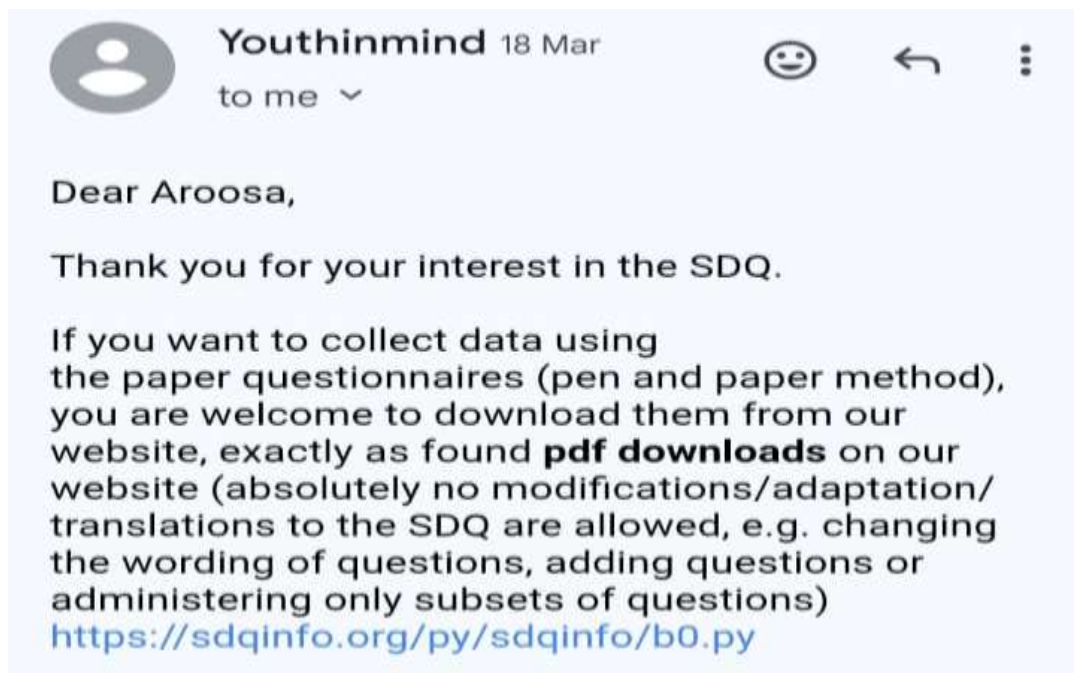 Youthinmind 18 Mar
to me
Dear Aroosa,
Thank you for your interest in the SDQ.
If you want to collect data using
the paper questionnaires (pen and paper method),
you are welcome to download them from our
website, exactly as found pdf downloads on our
website (absolutely no modifications/adaptation/
translations to the SDQ are allowed, e.g. changing
the wording of questions, adding questions or
administering only subsets of questions)
https://sdqinfo.org/py/sdqinfo/b0.py